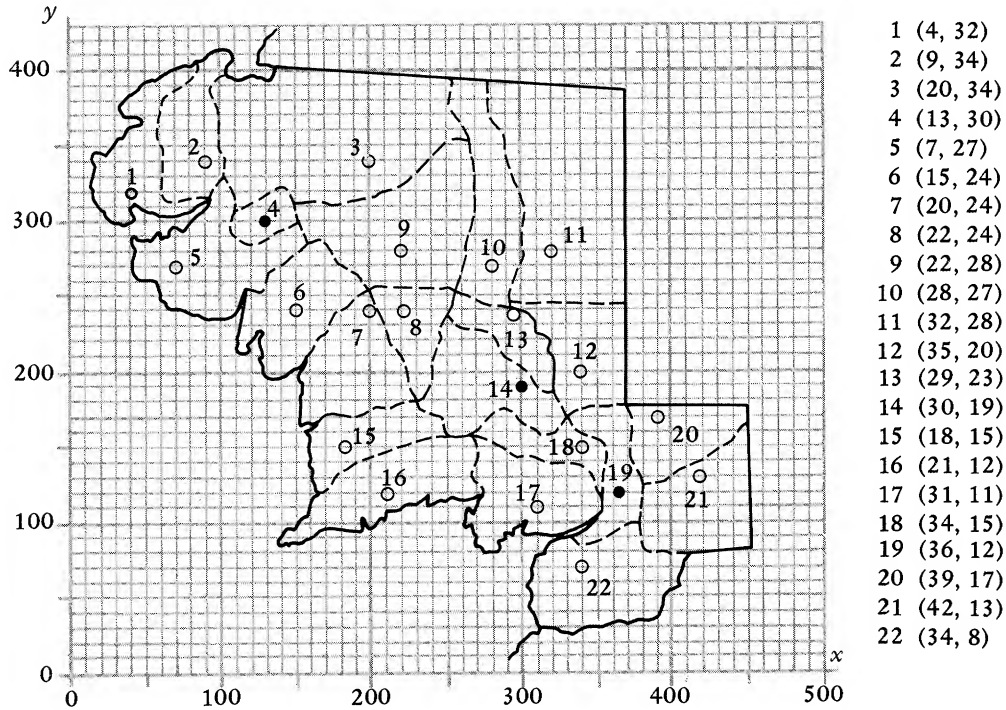 y
400
300
200
100
0
0
100
200
300
400
500
x
1
2
3
4
5
6
7
8
9
10
11
12
13
14
15
16
17
18
19
20
21
22
1 (4, 32)
2 (9, 34)
3 (20, 34)
4 (13, 30)
5 (7, 27)
6 (15, 24)
7 (20, 24)
8 (22, 24)
9 (22, 28)
10 (28, 27)
11 (32, 28)
12 (35, 20)
13 (29, 23)
14 (30, 19)
15 (18, 15)
16 (21, 12)
17 (31, 11)
18 (34, 15)
19 (36, 12)
20 (39, 17)
21 (42, 13)
22 (34, 8)